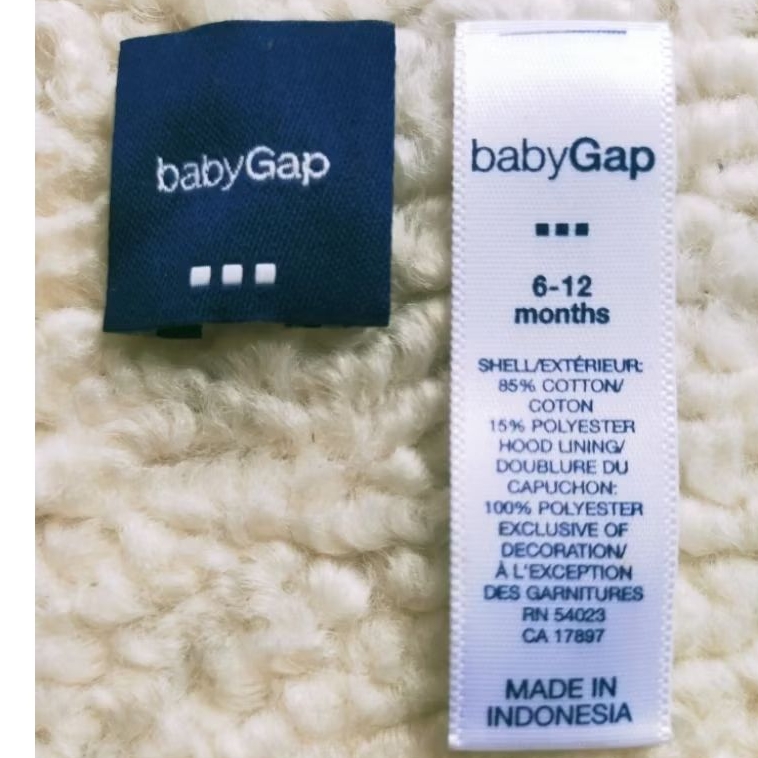 babyGap
babyGap
6-12
months
SHELL/EXTÉRIEUR:
85% COTTON/
COTON
15% POLYESTER
HOOD LINING/
DOUBLURE DU
CAPUCHON:
100% POLYESTER
EXCLUSIVE OF
DECORATION/
À L'EXCEPTION
DES GARNITURES
RN 54023
CA 17897
MADE IN
INDONESIA